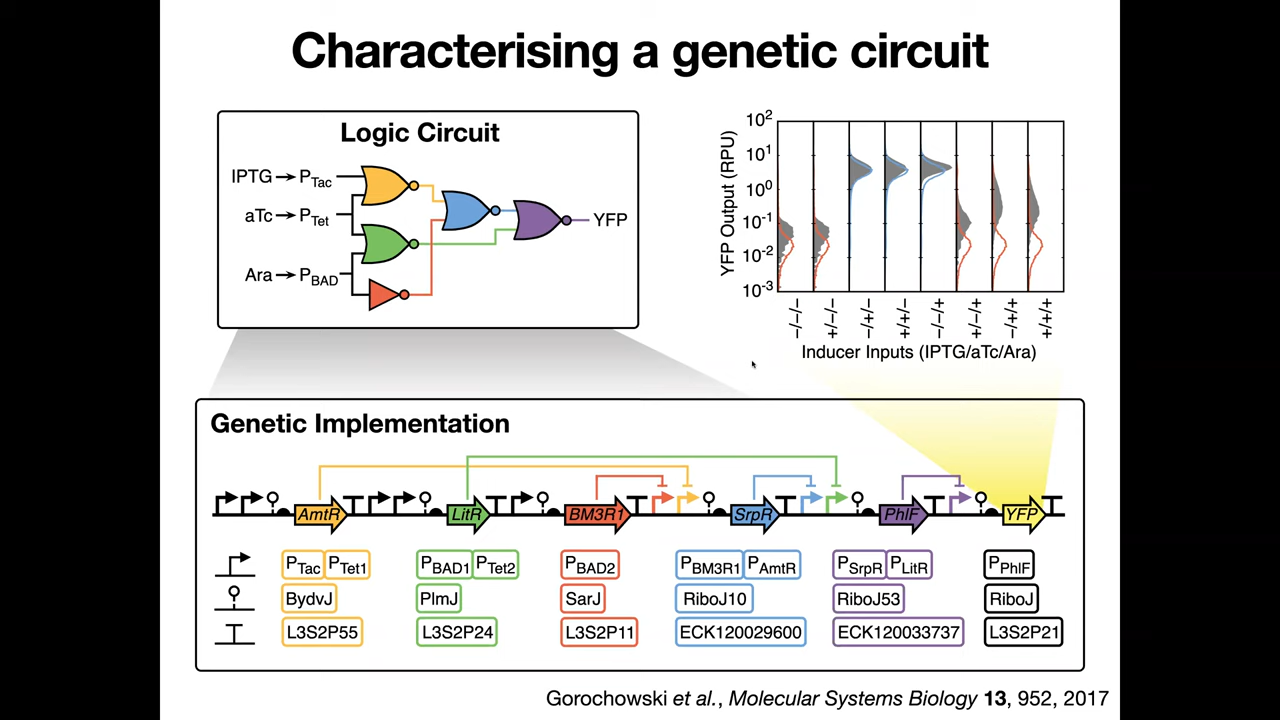 Characterising a genetic circuit
Logic Circuit
IPTG → PTac
aTc → PTet
Ara → PBAD
YFP
YFP Output (RPU)
10²
10¹
10⁰
10⁻¹
10⁻²
10⁻³
-/-/-
+/-/-
-/+/-
+/+/-
-/-/+
+/-/+
-/+/+
+/+/+
Inducer Inputs (IPTG/aTc/Ara)
Genetic Implementation
AmtR LitR BM3R1 SrpR PhlF YFP
PTac PTet1 PBAD1 PTet2 PBAD2 PBM3R1 PAmtR PSrpR PLitR PPhlF
BydvJ PlmJ SarJ RiboJ10 RiboJ53 RiboJ
L3S2P55 L3S2P24 L3S2P11 ECK120029600 ECK120033737 L3S2P21
Gorochowski et al., Molecular Systems Biology 13, 952, 2017